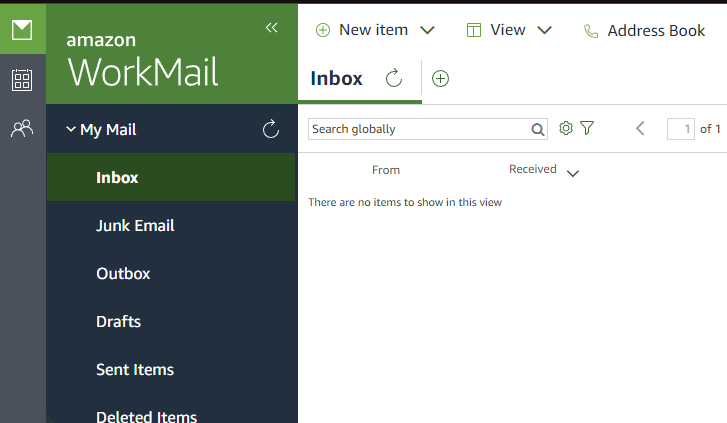 amazon
WorkMail
My Mail
Inbox
Junk Email
Outbox
Drafts
Sent Items
Deleted Items
New item
View
Address Book
Inbox
Search globally
1 of 1
From Received
There are no items to show in this view